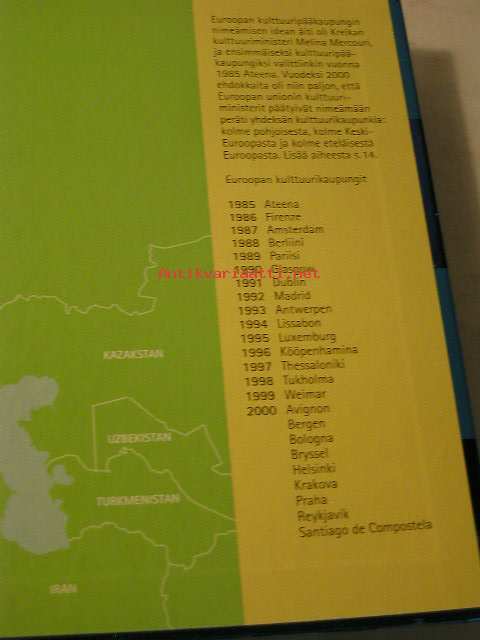 Euroopan kulttuuripääkaupungin
nimeämisen idean äiti oli Kreikan
kulttuuriministeri Melina Mercouri,
ja ensimmäiseksi kulttuuripää-
kaupungiksi valittiinkin vuonna
1985 Ateena. Vuodeksi 2000
ehdokkaita oli niin paljon, että
Euroopan unionin kulttuuri-
ministerit päätyivät nimeämään
peräti yhdeksän kulttuurikaupunkia:
kolme pohjoisesta, kolme Keski-
Euroopasta ja kolme eteläisestä
Euroopasta. Lisää aiheesta s.14.
Euroopan kulttuurikaupungit
1985 Ateena
1986 Firenze
1987 Amsterdam
1988 Berliini
1989 Pariisi
1990 Glasgow
Antikvariaatti.net
1991 Dublin
1992 Madrid
1993 Antwerpen
1994 Lissabon
1995 Luxemburg
1996 Kööpenhamina
1997 Thessaloniki
1998 Tukholma
1999 Weimar
2000 Avignon
Bergen
Bologna
Bryssel
Helsinki
Krakova
Praha
Reykjavik
Santiago de Compostela
KAZAKSTAN
UZBEKISTAN
TURKMENISTAN
IRAN